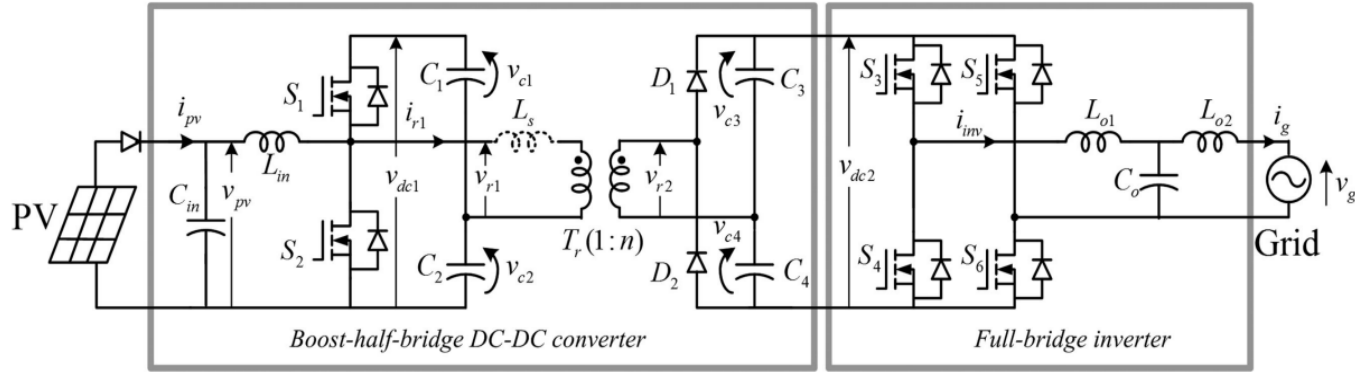 PV
i_pv
C_in
v_pv
L_in
S_1
S_2
i_r1
v_dc1
C_1
v_c1
C_2
v_c2
v_r1
L_s
T_r (1:n)
v_r2
D_1
D_2
v_c3
C_3
v_c4
C_4
v_dc2
S_3
S_5
S_4
S_6
i_inv
L_o1
L_o2
C_o
i_g
v_g
Grid
Boost-half-bridge DC-DC converter
Full-bridge inverter